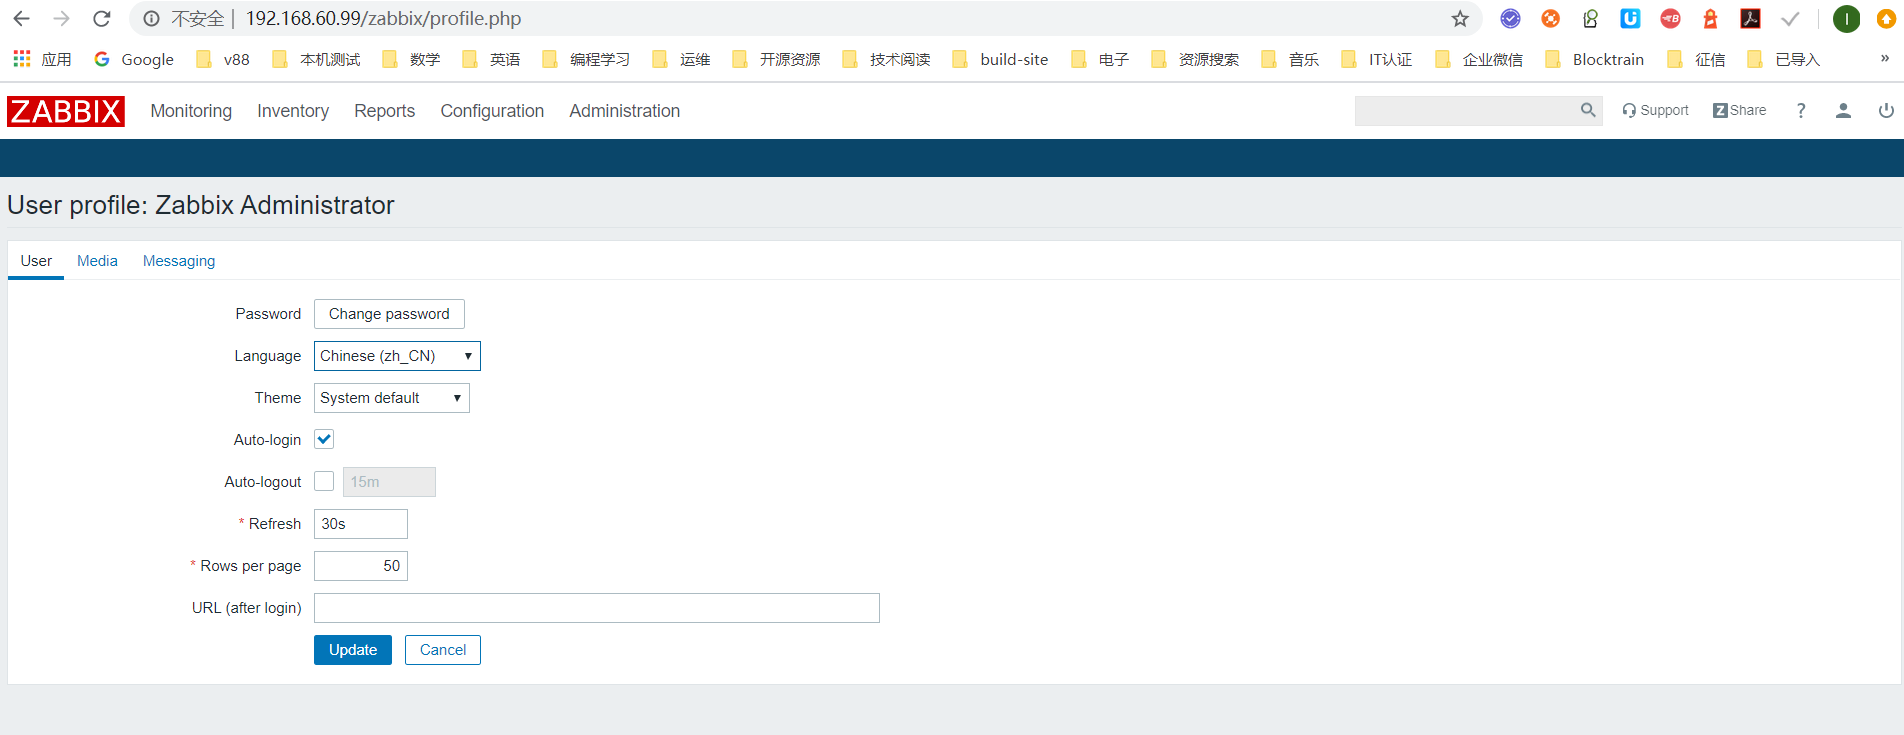 不安全 | 192.168.60.99/zabbix/profile.php
应用 Google v88 本机测试 数学 英语 编程学习 运维 开源资源 技术阅读 build-site 电子 资源搜索 音乐 IT认证 企业微信 Blocktrain 征信 已导入 »
ZABBIX Monitoring Inventory Reports Configuration Administration Support Z Share ?
User profile: Zabbix Administrator
User Media Messaging
Password Change password
Language Chinese (zh_CN)
Theme System default
Auto-login
Auto-logout 15m
* Refresh 30s
* Rows per page 50
URL (after login)
Update Cancel